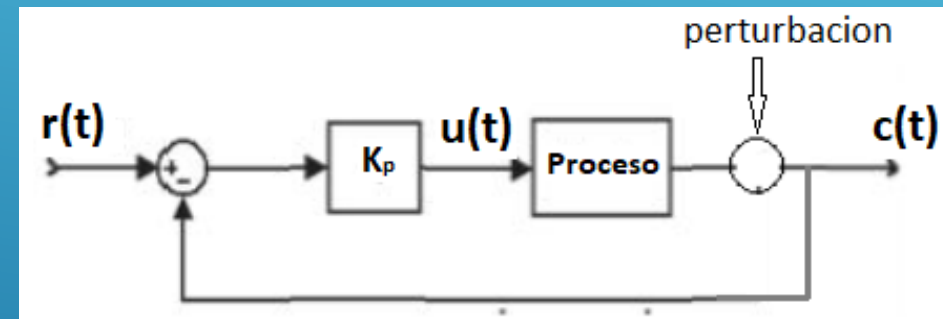 perturbacion
r(t)
+
-
Kₚ
u(t)
Proceso
c(t)